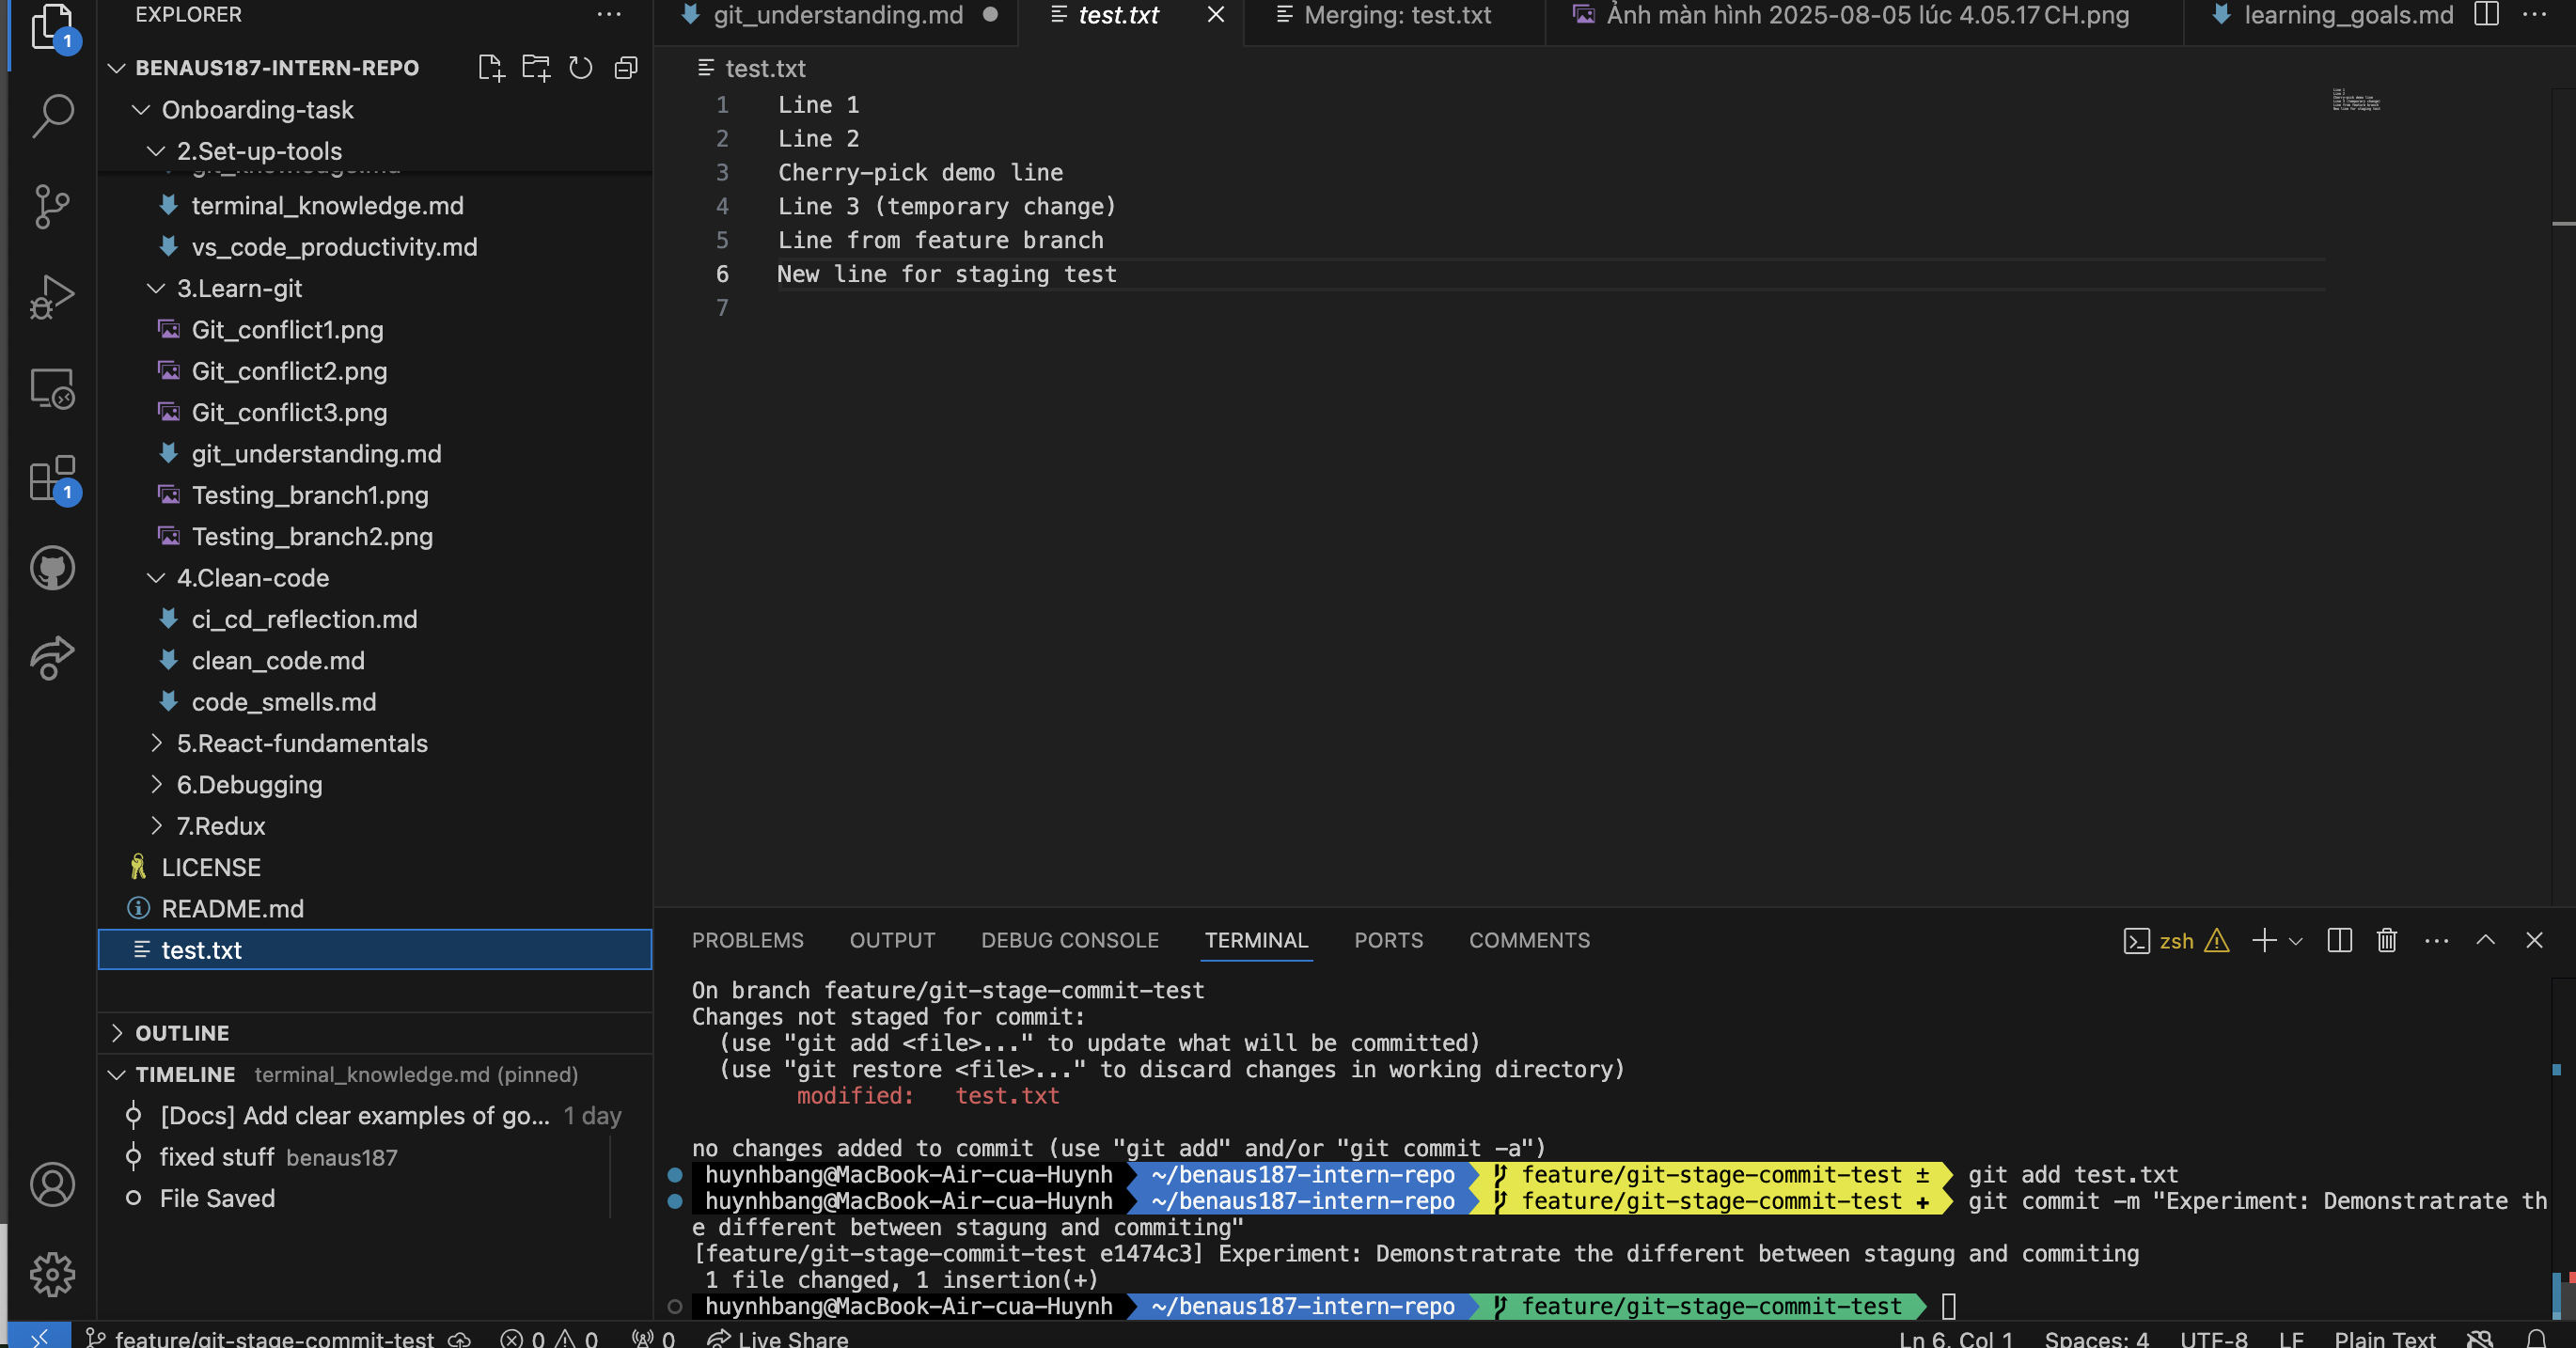 EXPLORER
BENAUS187-INTERN-REPO
Onboarding-task
2.Set-up-tools
git_knowledge.md
terminal_knowledge.md
vs_code_productivity.md
3.Learn-git
Git_conflict1.png
Git_conflict2.png
Git_conflict3.png
git_understanding.md
Testing_branch1.png
Testing_branch2.png
4.Clean-code
ci_cd_reflection.md
clean_code.md
code_smells.md
5.React-fundamentals
6.Debugging
7.Redux
LICENSE
README.md
test.txt
OUTLINE
TIMELINE terminal_knowledge.md (pinned)
[Docs] Add clear examples of go... 1 day
fixed stuff benaus187
File Saved
1
1
git_understanding.md test.txt Merging: test.txt Ảnh màn hình 2025-08-05 lúc 4.05.17 CH.png learning_goals.md
test.txt
1 Line 1
2 Line 2
3 Cherry-pick demo line
4 Line 3 (temporary change)
5 Line from feature branch
6 New line for staging test
7
PROBLEMS OUTPUT DEBUG CONSOLE TERMINAL PORTS COMMENTS zsh
On branch feature/git-stage-commit-test
Changes not staged for commit:
(use "git add <file>..." to update what will be committed)
(use "git restore <file>..." to discard changes in working directory)
modified: test.txt
no changes added to commit (use "git add" and/or "git commit -a")
huynhbang@MacBook-Air-cua-Huynh ~/benaus187-intern-repo feature/git-stage-commit-test ± git add test.txt
huynhbang@MacBook-Air-cua-Huynh ~/benaus187-intern-repo feature/git-stage-commit-test + git commit -m "Experiment: Demonstratrate th
e different between stagung and commiting"
[feature/git-stage-commit-test e1474c3] Experiment: Demonstratrate the different between stagung and commiting
1 file changed, 1 insertion(+)
huynhbang@MacBook-Air-cua-Huynh ~/benaus187-intern-repo feature/git-stage-commit-test
feature/git-stage-commit-test 0 0 0 Live Share Ln 6, Col 1 Spaces: 4 UTF-8 LF Plain Text